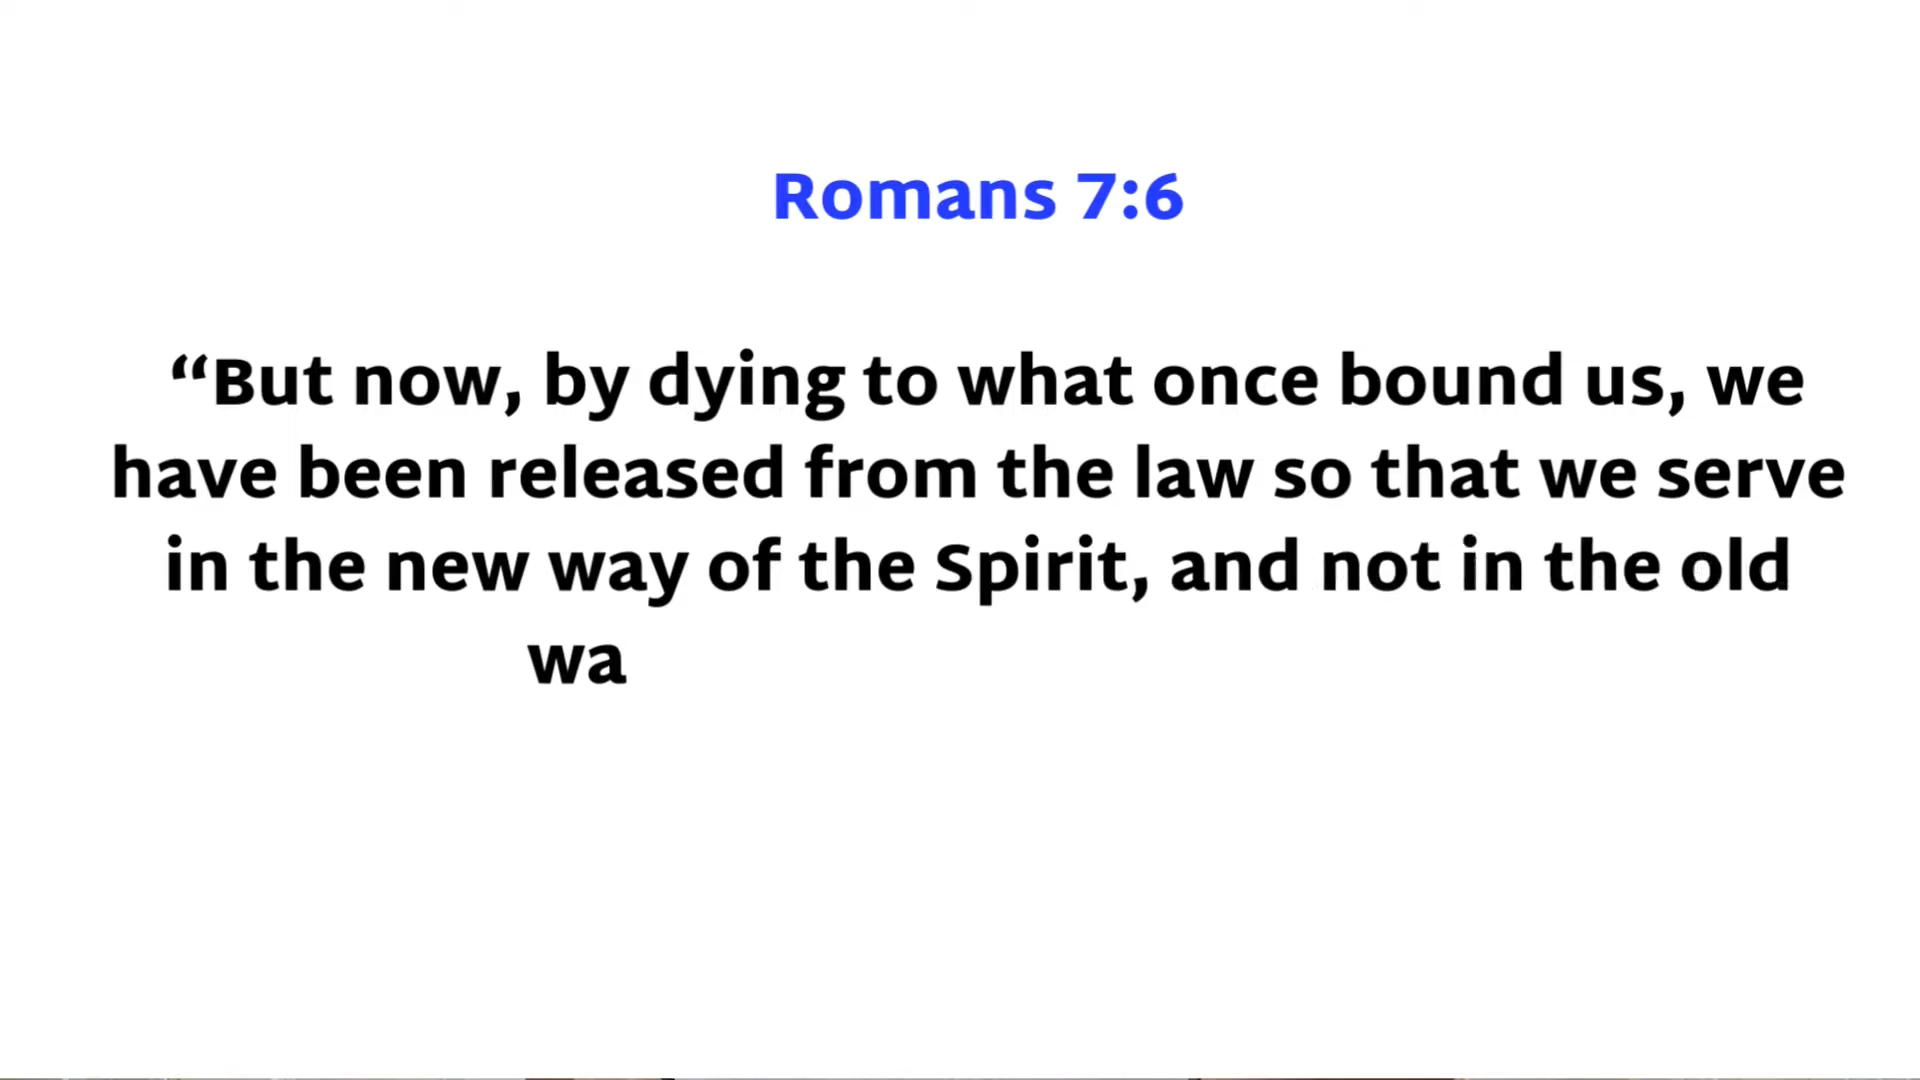 Romans 7:6
“But now, by dying to what once bound us, we
have been released from the law so that we serve
in the new way of the Spirit, and not in the old
wa